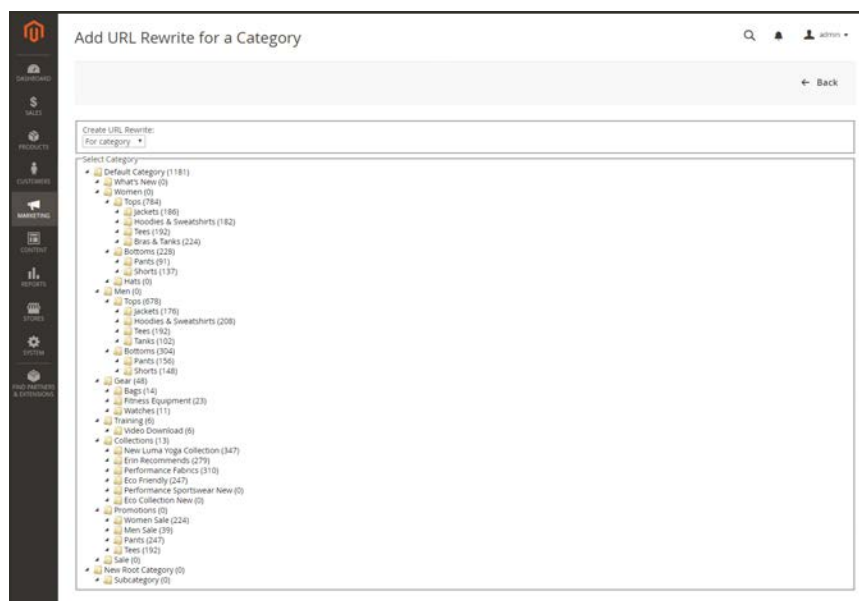 Add URL Rewrite for a Category
admin
DASHBOARD
← Back
SALES
PRODUCTS
Create URL Rewrite:
For category
CUSTOMERS
Select Category
Default Category (1181)
What's New (0)
Women (0)
Tops (784)
MARKETING
Jackets (186)
Hoodies & Sweatshirts (182)
Tees (192)
Bras & Tanks (224)
CONTENT
Bottoms (228)
Pants (91)
Shorts (137)
REPORTS
Hats (0)
Men (0)
Tops (678)
Jackets (176)
STORES
Hoodies & Sweatshirts (208)
Tees (192)
Tanks (102)
SYSTEM
Bottoms (304)
Pants (156)
Shorts (148)
FIND PARTNERS
& EXTENSIONS
Gear (48)
Bags (14)
Fitness Equipment (23)
Watches (11)
Training (6)
Video Download (6)
Collections (13)
New Luma Yoga Collection (347)
Erin Recommends (279)
Performance Fabrics (310)
Eco Friendly (247)
Performance Sportswear New (0)
Eco Collection New (0)
Promotions (0)
Women Sale (224)
Men Sale (39)
Pants (247)
Tees (192)
Sale (0)
New Root Category (0)
Subcategory (0)